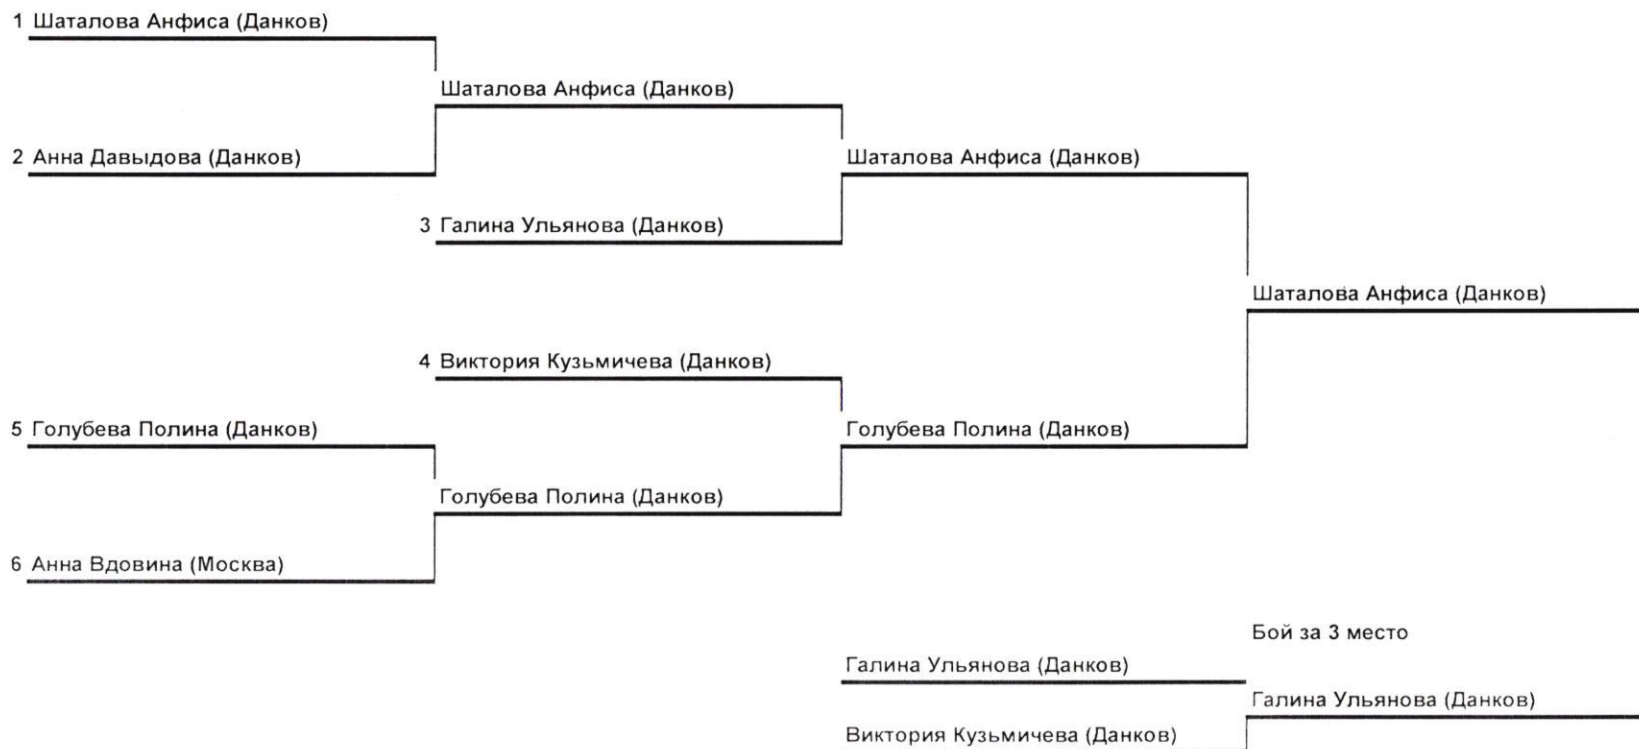 1 Шаталова Анфиса (Данков)
Шаталова Анфиса (Данков)
2 Анна Давыдова (Данков)
Шаталова Анфиса (Данков)
3 Галина Ульянова (Данков)
Шаталова Анфиса (Данков)
4 Виктория Кузьмичева (Данков)
5 Голубева Полина (Данков)
Голубева Полина (Данков)
Голубева Полина (Данков)
6 Анна Вдовина (Москва)
Бой за 3 место
Галина Ульянова (Данков)
Галина Ульянова (Данков)
Виктория Кузьмичева (Данков)